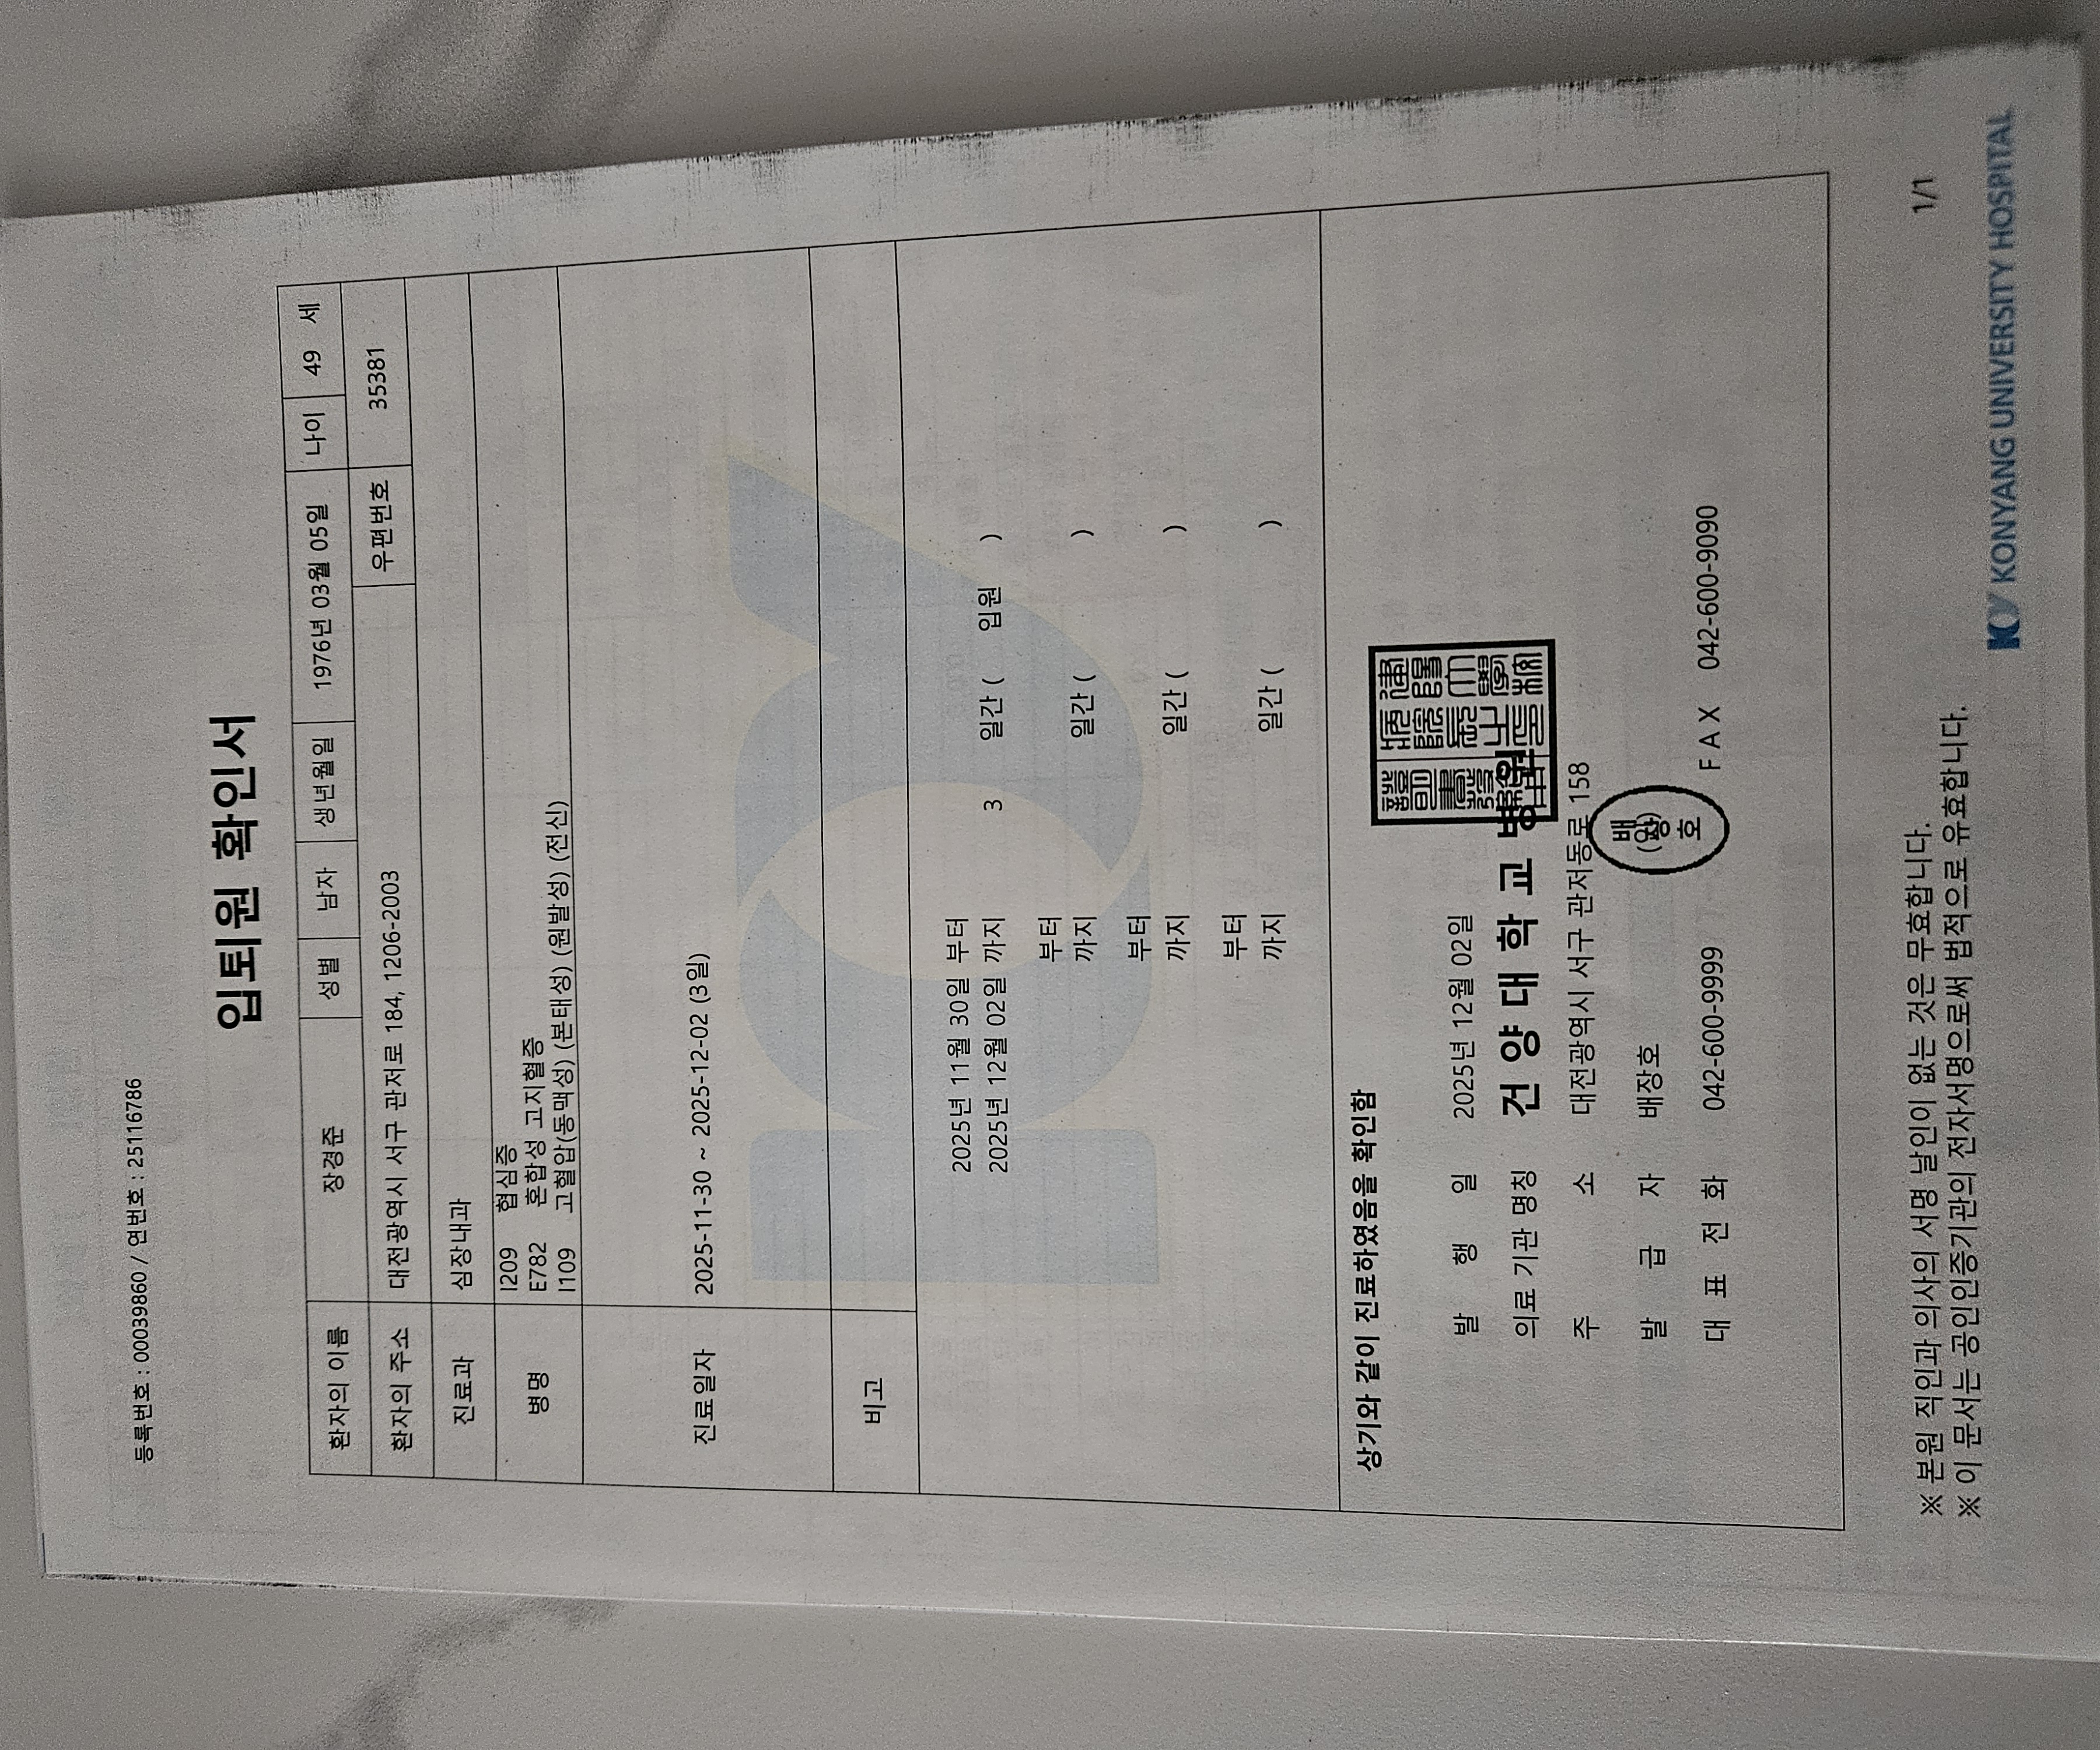 등록번호 : 00039860 / 연번호 : 25116786
입퇴원 확인서
환자의 이름 장경준 성별 남자 생년월일 1976년 03월 05일 나이 49 세
환자의 주소 대전광역시 서구 관저로 184, 1206-2003 우편번호 35381
진료과 심장내과
병명
I209 협심증
E782 혼합성 고지혈증
I109 고혈압(동맥성) (본태성) (원발성) (전신)
진료일자 2025-11-30 ~ 2025-12-02 (3일)
비고
2025년 11월 30일 부터
2025년 12월 02일 까지 3 일간 ( 입원 )
부터
까지 일간 ( )
부터
까지 일간 ( )
부터
까지 일간 ( )
상기와 같이 진료하였음을 확인함
발 행 일 2025년 12월 02일
의료 기관 명칭 건 양 대 학 교 병 원
주 소 대전광역시 서구 관저동로 158
발 급 자 배장호 (인)
대 표 전 화 042-600-9999 F A X 042-600-9090
※ 본원 직인과 의사의 서명 날인이 없는 것은 무효합니다.
※ 이 문서는 공인인증기관의 전자서명으로써 법적으로 유효합니다.
1/1
KY KONYANG UNIVERSITY HOSPITAL